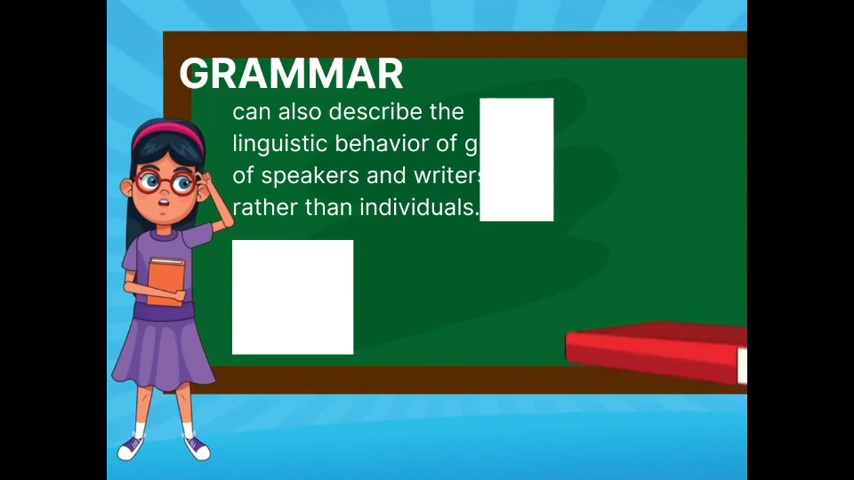 GRAMMAR
can also describe the
linguistic behavior of
of speakers and writers
rather than individuals.